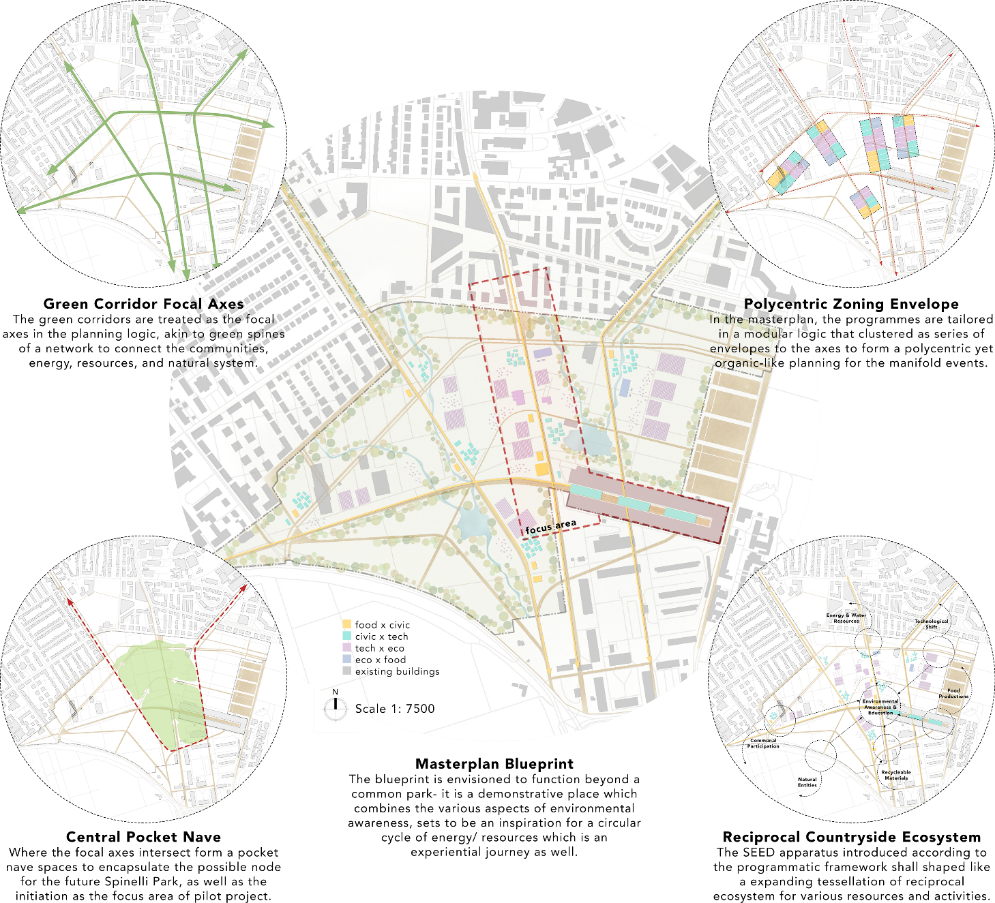 Green Corridor Focal Axes
The green corridors are treated as the focal
axes in the planning logic, akin to green spines
of a network to connect the communities,
energy, resources, and natural system.
Polycentric Zoning Envelope
In the masterplan, the programmes are tailored
in a modular logic that clustered as series of
envelopes to the axes to form a polycentric yet
organic-like planning for the manifold events.
focus area
food x civic
civic x tech
tech x eco
eco x food
existing buildings
N
Scale 1: 7500
Masterplan Blueprint
The blueprint is envisioned to function beyond a
common park- it is a demonstrative place which
combines the various aspects of environmental
awareness, sets to be an inspiration for a circular
cycle of energy/ resources which is an
experiential journey as well.
Central Pocket Nave
Where the focal axes intersect form a pocket
nave spaces to encapsulate the possible node
for the future Spinelli Park, as well as the
initiation as the focus area of pilot project.
Energy & Water
Resources
Technological
Shift
Food
Productions
Environmental
Awareness &
Education
Communal
Participation
Recycleable
Materials
Natural
Entities
Reciprocal Countryside Ecosystem
The SEED apparatus introduced according to
the programmatic framework shall shaped like
a expanding tessellation of reciprocal
ecosystem for various resources and activities.